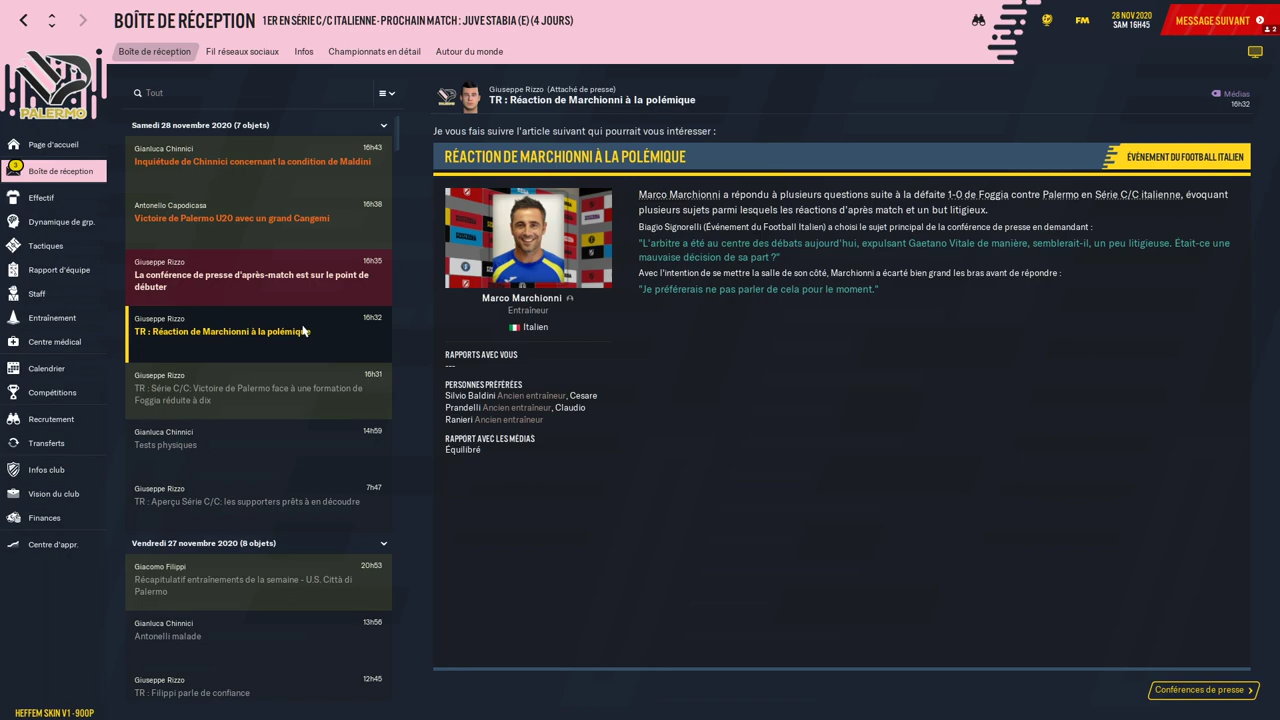 BOÎTE DE RÉCEPTION 1ER EN SÉRIE C/C ITALIENNE - PROCHAIN MATCH : JUVE STABIA (E) (4 JOURS)
FM
28 NOV 2020
SAM 16H45
MESSAGE SUIVANT
2
Boîte de réception
Fil réseaux sociaux
Infos
Championnats en détail
Autour du monde
PALERMO
Page d'accueil
3
Boîte de réception
Effectif
Dynamique de grp.
Tactiques
Rapport d'équipe
Staff
Entraînement
Centre médical
Calendrier
Compétitions
Recrutement
Transferts
Infos club
Vision du club
Finances
Centre d'appr.
HEFFEM SKIN V1 - 900P
Tout
Samedi 28 novembre 2020 (7 objets)
Gianluca Chinnici 16h43
Inquiétude de Chinnici concernant la condition de Maldini
Antonello Capodicasa 16h38
Victoire de Palermo U20 avec un grand Cangemi
Giuseppe Rizzo 16h35
La conférence de presse d'après-match est sur le point de
débuter
Giuseppe Rizzo 16h32
TR : Réaction de Marchionni à la polémique
Giuseppe Rizzo 16h31
TR : Série C/C: Victoire de Palermo face à une formation de
Foggia réduite à dix
Gianluca Chinnici 14h59
Tests physiques
Giuseppe Rizzo 7h47
TR : Aperçu Série C/C: les supporters prêts à en découdre
Vendredi 27 novembre 2020 (8 objets)
Giacomo Filippi 20h53
Récapitulatif entraînements de la semaine - U.S. Città di
Palermo
Gianluca Chinnici 13h56
Antonelli malade
Giuseppe Rizzo 12h45
TR : Filippi parle de confiance
PALERMO
Giuseppe Rizzo (Attaché de presse)
TR : Réaction de Marchionni à la polémique
Médias
16h32
Je vous fais suivre l'article suivant qui pourrait vous intéresser :
RÉACTION DE MARCHIONNI À LA POLÉMIQUE
ÉVÉNEMENT DU FOOTBALL ITALIEN
Marco Marchionni
Entraîneur
Italien
RAPPORTS AVEC VOUS
---
PERSONNES PRÉFÉRÉES
Silvio Baldini Ancien entraîneur, Cesare
Prandelli Ancien entraîneur, Claudio
Ranieri Ancien entraîneur
RAPPORT AVEC LES MÉDIAS
Équilibré
Marco Marchionni a répondu à plusieurs questions suite à la défaite 1-0 de Foggia contre Palermo en Série C/C italienne, évoquant
plusieurs sujets parmi lesquels les réactions d'après match et un but litigieux.
Biagio Signorelli (Événement du Football Italien) a choisi le sujet principal de la conférence de presse en demandant :
"L'arbitre a été au centre des débats aujourd'hui, expulsant Gaetano Vitale de manière, semblerait-il, un peu litigieuse. Était-ce une
mauvaise décision de sa part ?"
Avec l'intention de se mettre la salle de son côté, Marchionni a écarté bien grand les bras avant de répondre :
"Je préférerais ne pas parler de cela pour le moment."
Conférences de presse